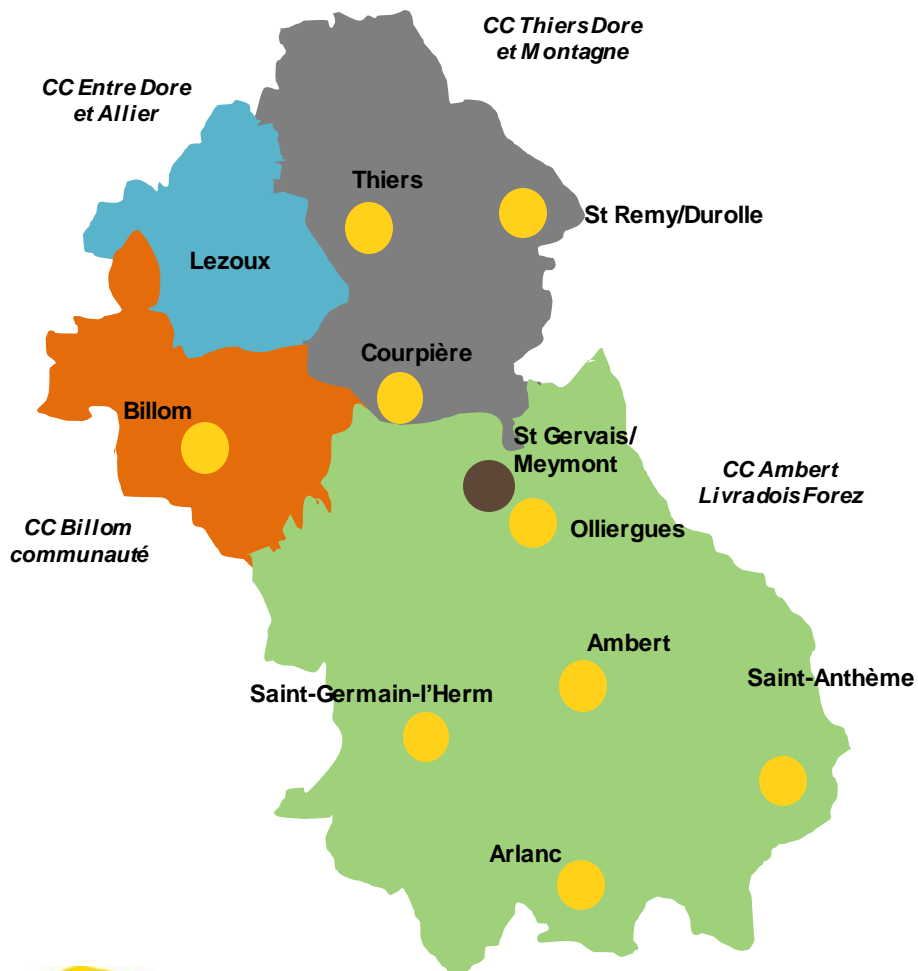 CC Thiers Dore
et Montagne
CC Entre Dore
et Allier
Thiers
St Remy/Durolle
Lezoux
Courpière
Billom
St Gervais/
Meymont
CC Ambert
Livradois Forez
CC Billom
communauté
Olliergues
Ambert
Saint-Anthème
Saint-Germain-l'Herm
Arlanc